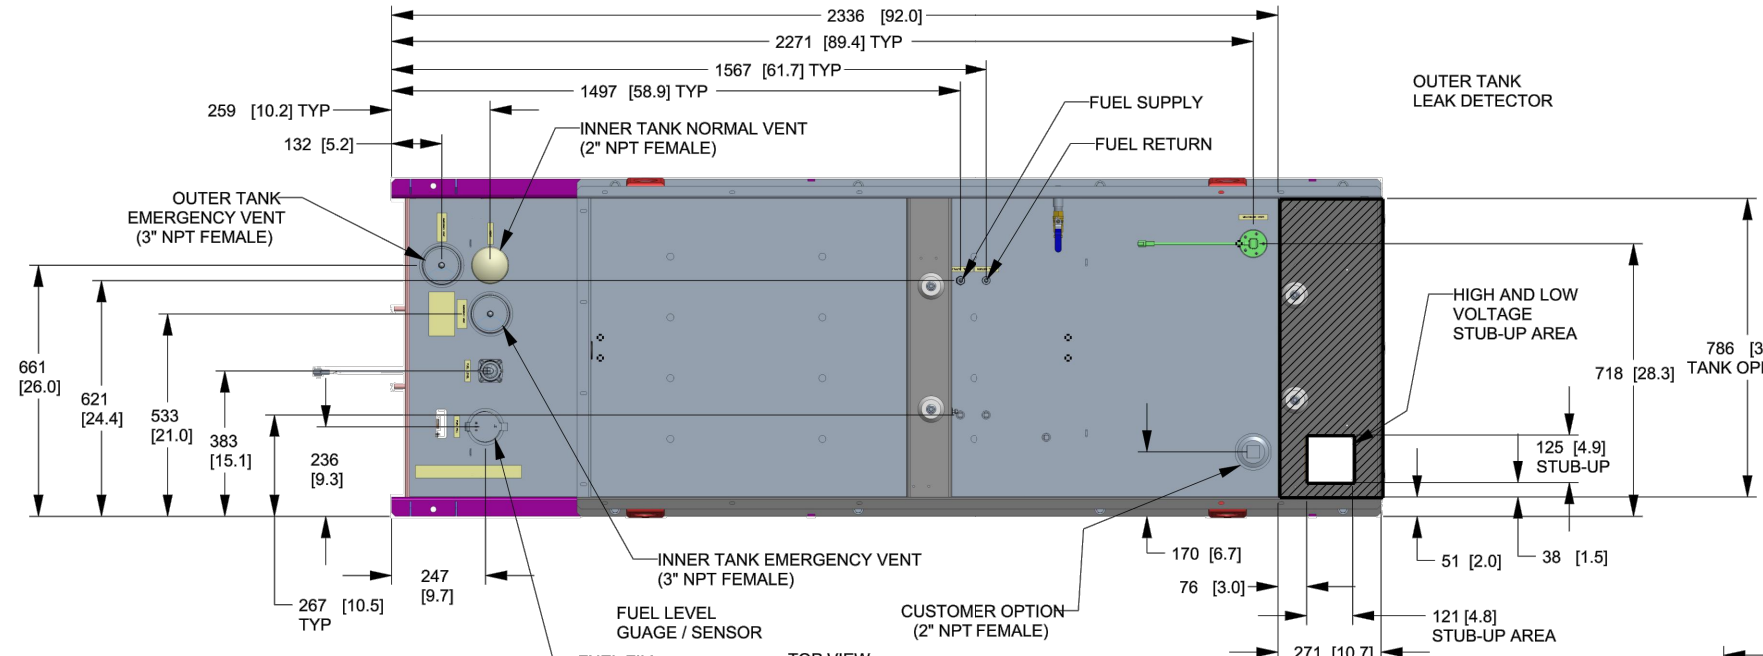 2336 [92.0]
2271 [89.4] TYP
1567 [61.7] TYP
1497 [58.9] TYP
259 [10.2] TYP
132 [5.2]
INNER TANK NORMAL VENT
(2" NPT FEMALE)
FUEL SUPPLY
FUEL RETURN
OUTER TANK
LEAK DETECTOR
OUTER TANK
EMERGENCY VENT
(3" NPT FEMALE)
HIGH AND LOW
VOLTAGE
STUB-UP AREA
661
[26.0]
621
[24.4]
533
[21.0]
383
[15.1]
236
[9.3]
718 [28.3]
786 [3
TANK OP
125 [4.9]
STUB-UP
INNER TANK EMERGENCY VENT
(3" NPT FEMALE)
170 [6.7]
51 [2.0]
38 [1.5]
247
[9.7]
76 [3.0]
267 [10.5]
TYP
FUEL LEVEL
GUAGE / SENSOR
CUSTOMER OPTION
(2" NPT FEMALE)
121 [4.8]
STUB-UP AREA
271 [10.7]
TOP VIEW